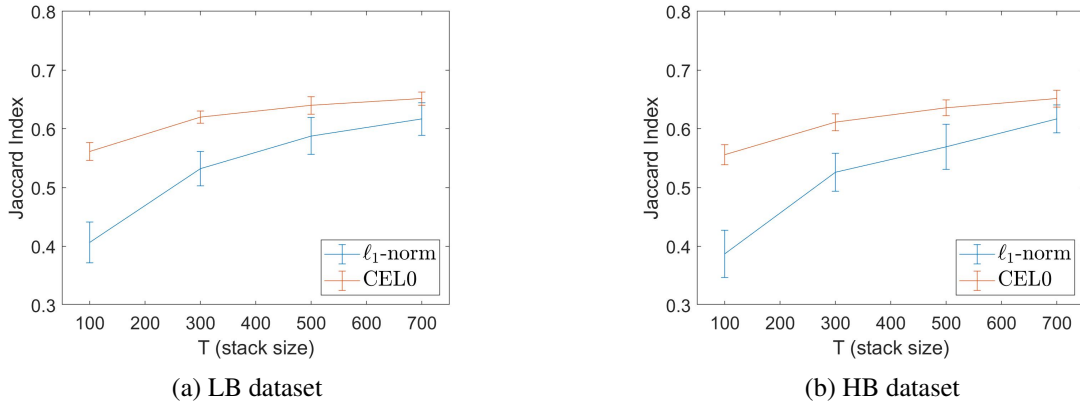 0.8
0.7
0.6
0.5
0.4
0.3
Jaccard Index
100 200 300 400 500 600 700
T (stack size)
ℓ₁-norm
CEL0
(a) LB dataset
0.8
0.7
0.6
0.5
0.4
0.3
Jaccard Index
100 200 300 400 500 600 700
T (stack size)
ℓ₁-norm
CEL0
(b) HB dataset